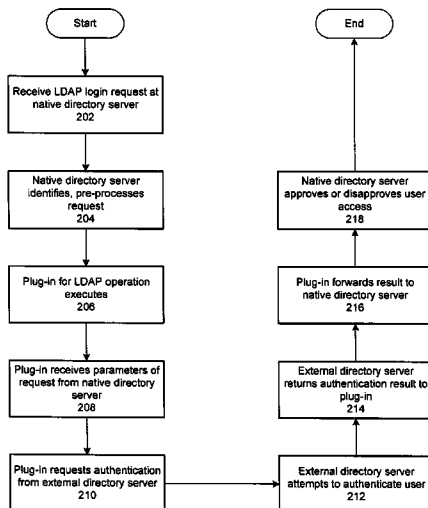 Start
Receive LDAP login request at
native directory server
202
Native directory server
identifies, pre-processes
request
204
Plug-in for LDAP operation
executes
206
Plug-in receives parameters of
request from native directory
server
208
Plug-in requests authentication
from external directory server
210
External directory server
attempts to authenticate user
212
External directory server
returns authentication result to
plug-in
214
Plug-in forwards result to
native directory server
216
Native directory server
approves or disapproves user
access
218
End